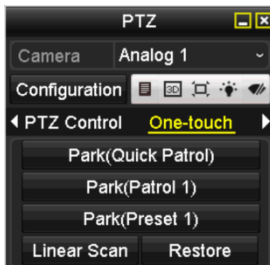 PTZ
Camera Analog 1
Configuration 3D
PTZ Control One-touch
Park(Quick Patrol)
Park(Patrol 1)
Park(Preset 1)
Linear Scan Restore